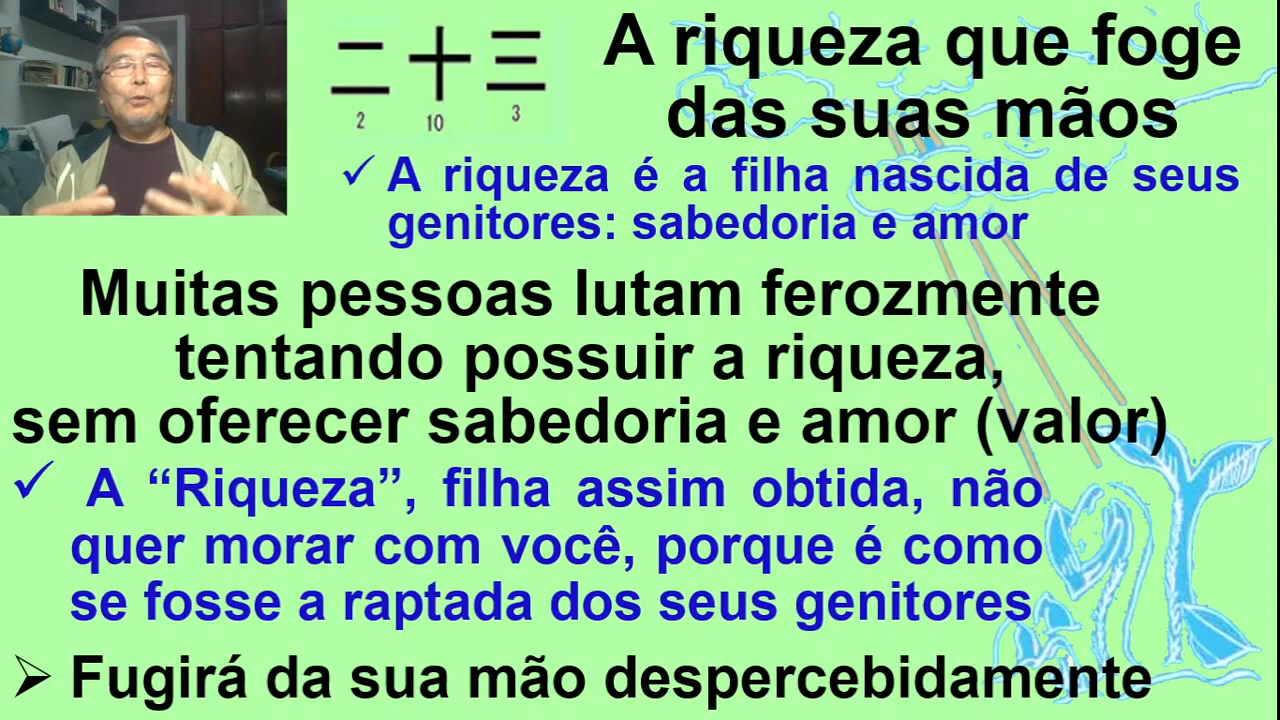 二十三
2 10 3
A riqueza que foge
das suas mãos
✓ A riqueza é a filha nascida de seus
genitores: sabedoria e amor
Muitas pessoas lutam ferozmente
tentando possuir a riqueza,
sem oferecer sabedoria e amor (valor)
✓ A “Riqueza”, filha assim obtida, não
quer morar com você, porque é como
se fosse a raptada dos seus genitores
➢ Fugirá da sua mão despercebidamente